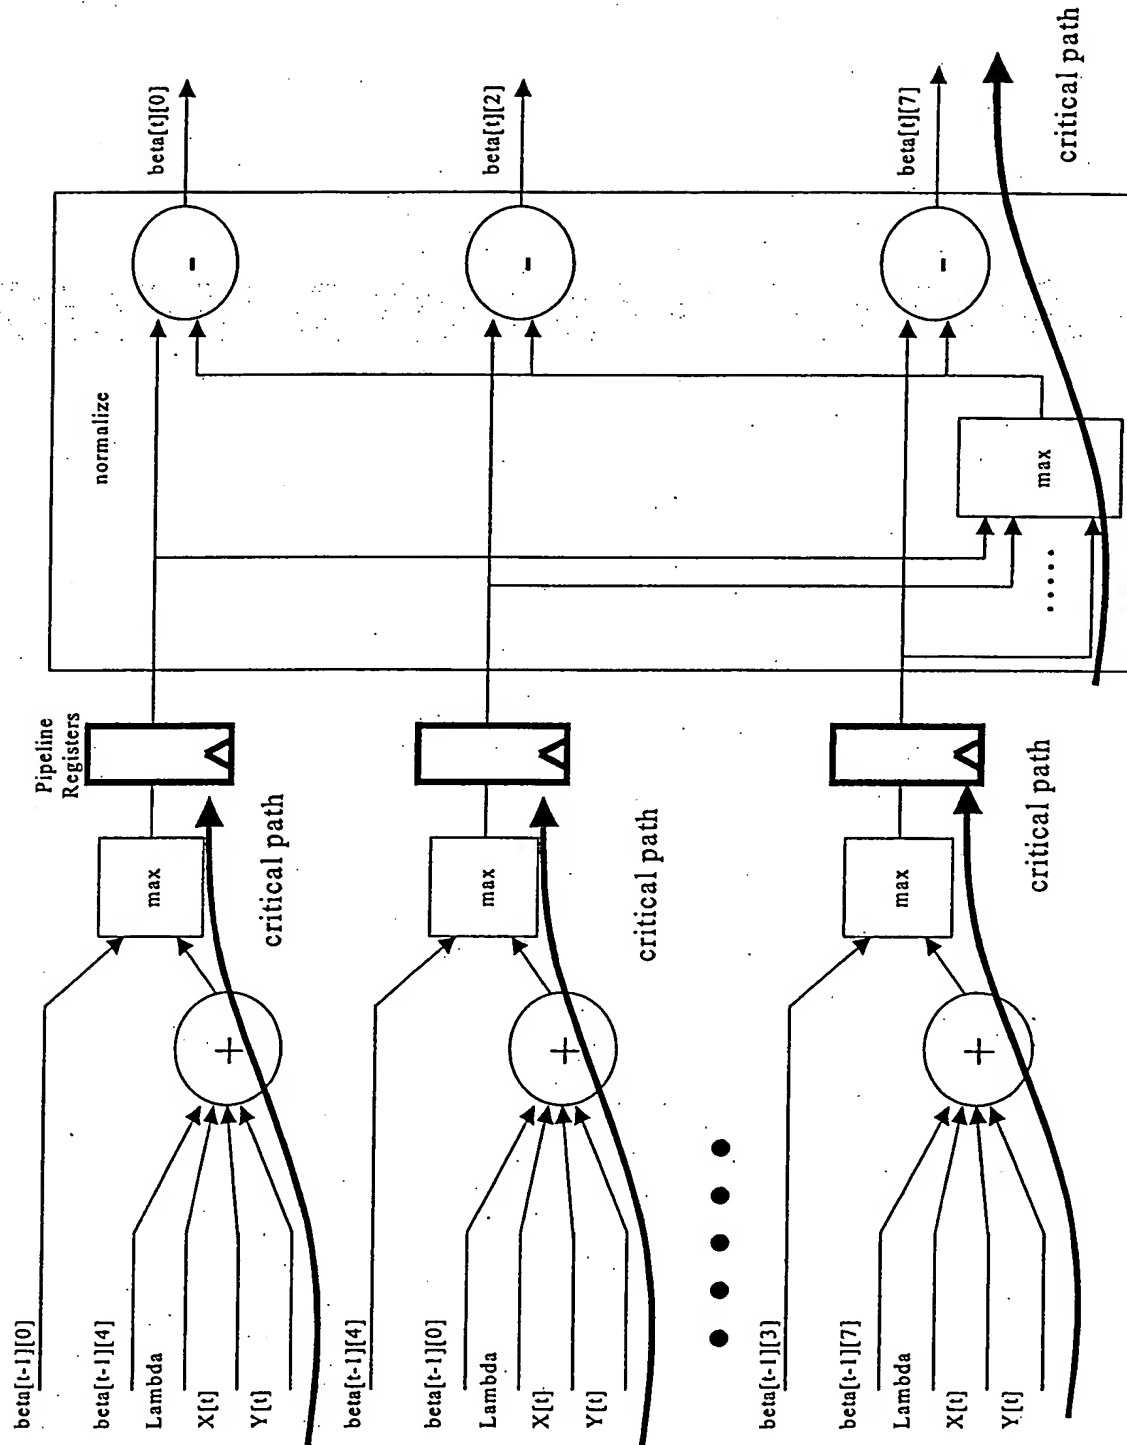 beta[t-1][0]
Pipeline
Registers
normalize
beta[t-1][4]
Lambda
X[t]
Y[t]
+
max
critical path
-
beta[t][0]
beta[t-1][4]
beta[t-1][0]
Lambda
X[t]
Y[t]
+
max
critical path
-
beta[t][2]
beta[t-1][3]
beta[t-1][7]
Lambda
X[t]
Y[t]
+
max
critical path
-
beta[t][7]
max
critical path